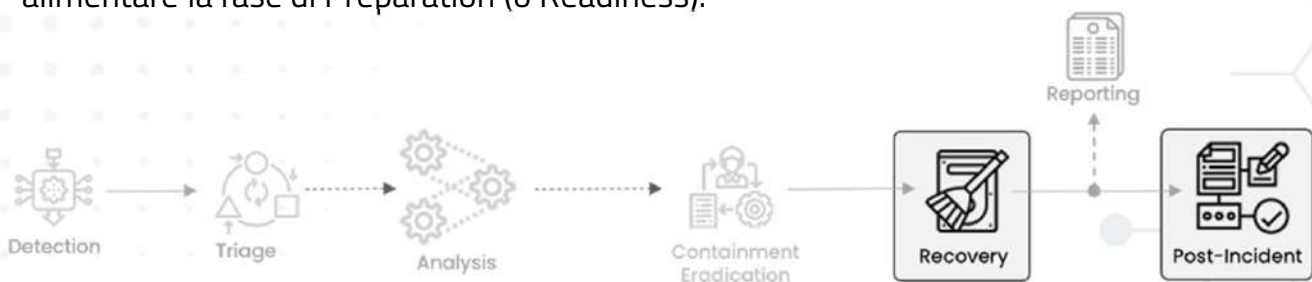 alimentare la fase di Preparation (o Readiness).
Reporting
Detection
Triage
Analysis
Containment
Eradication
Recovery
Post-Incident